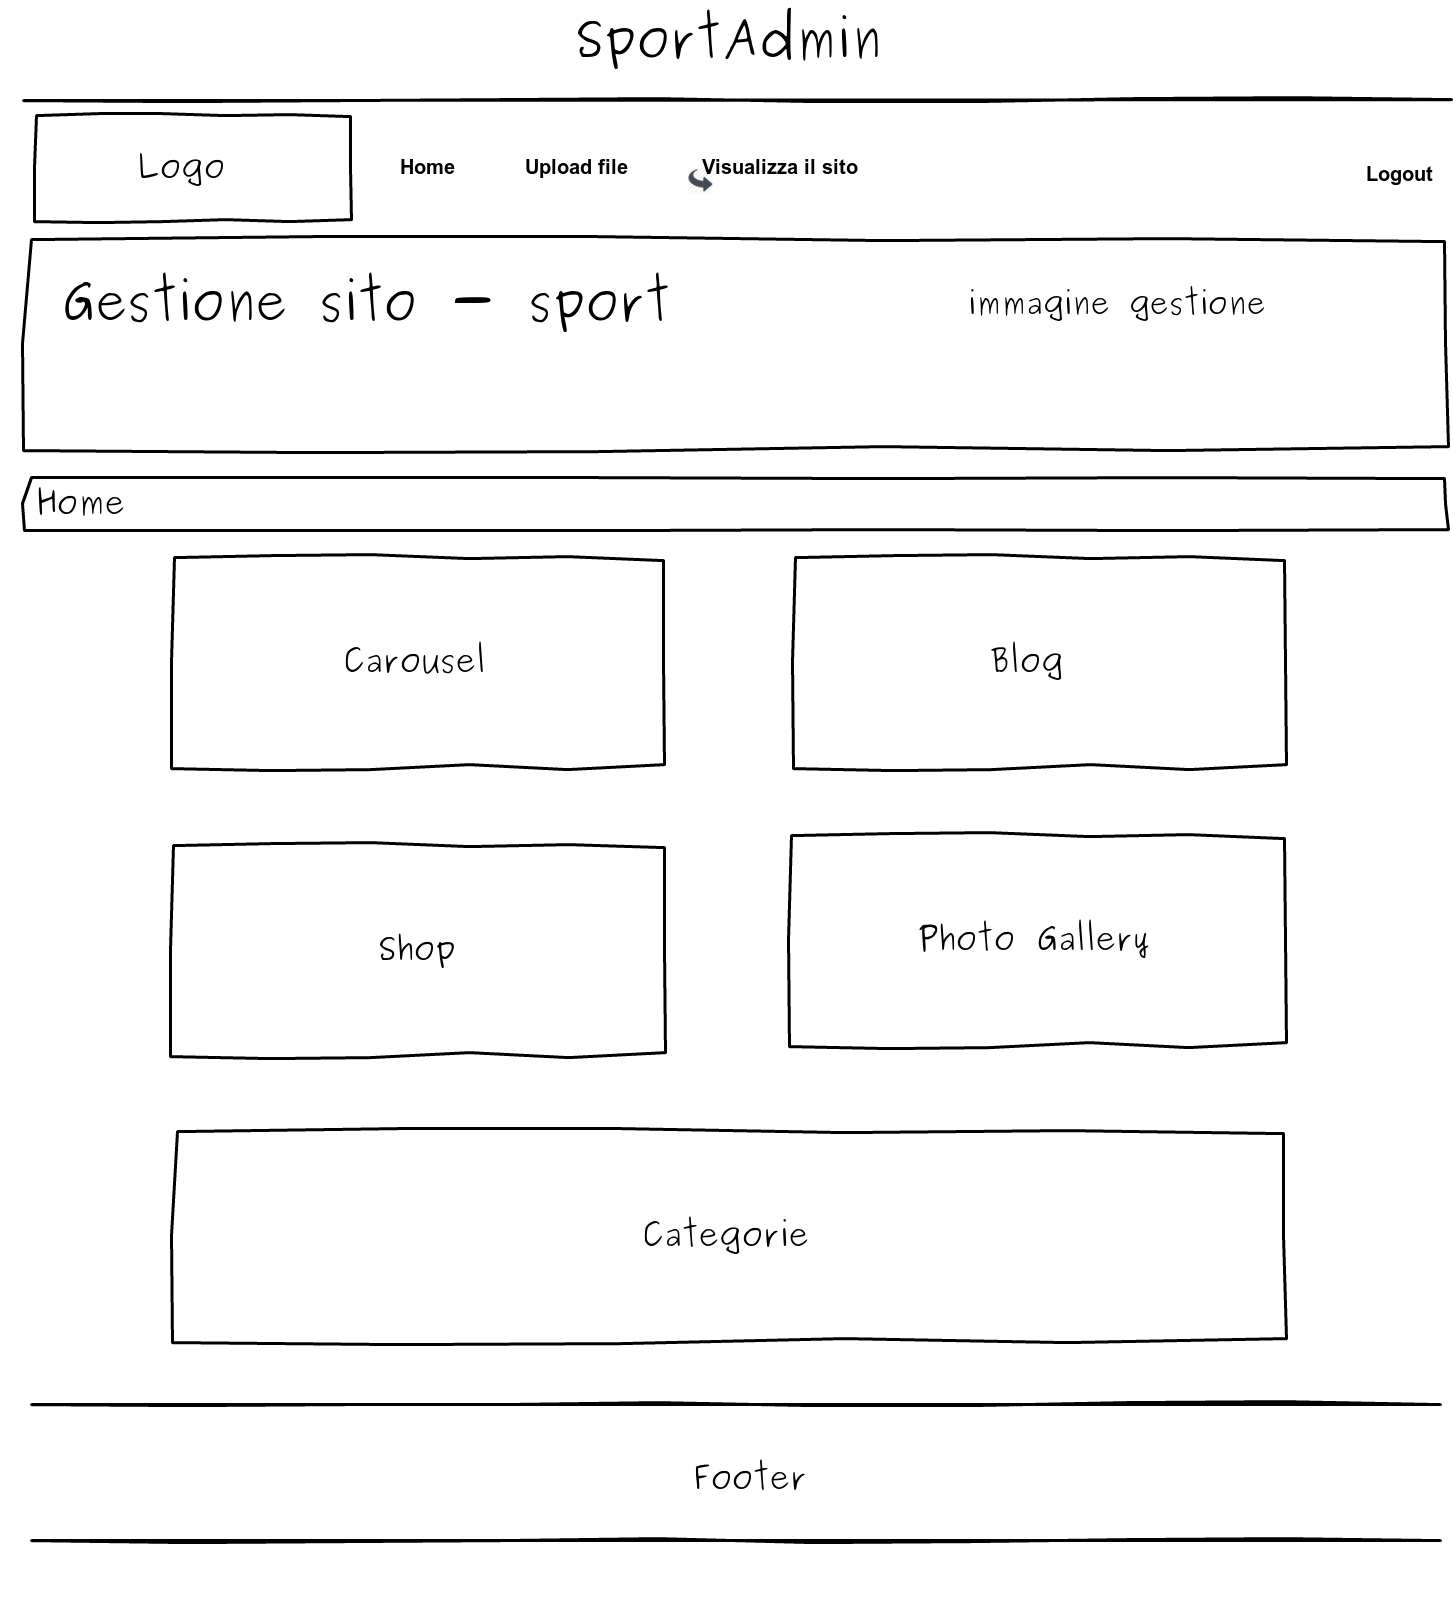 SportAdmin
Logo
Home
Upload file
Visualizza il sito
Logout
Gestione sito - sport
immagine gestione
Home
Carousel
Blog
Shop
Photo Gallery
Categorie
Footer